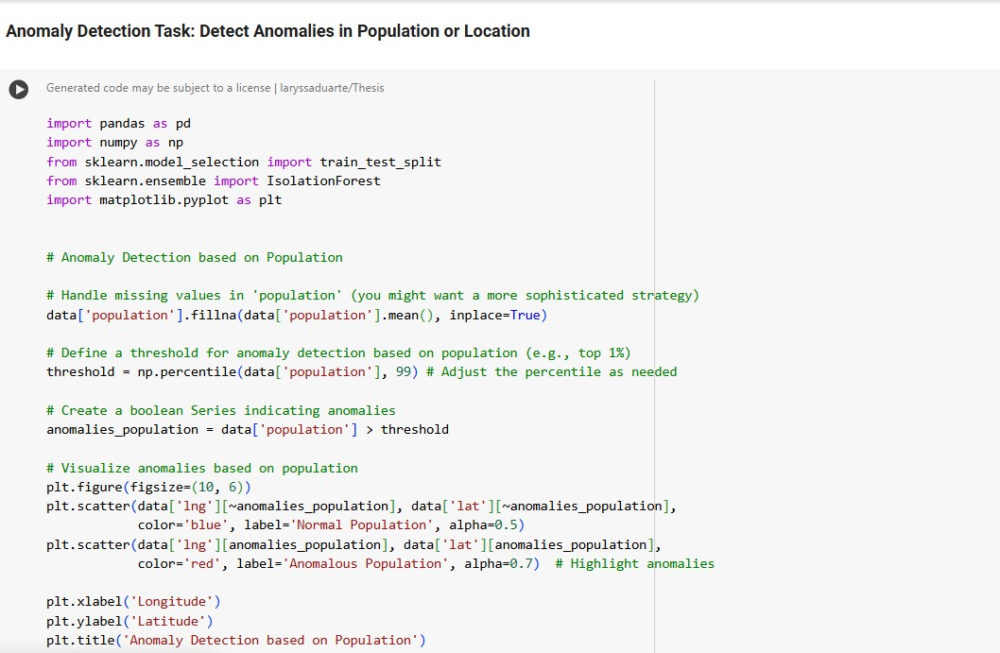 Anomaly Detection Task: Detect Anomalies in Population or Location
Generated code may be subject to a license | laryssaduarte/Thesis
import pandas as pd
import numpy as np
from sklearn.model_selection import train_test_split
from sklearn.ensemble import IsolationForest
import matplotlib.pyplot as plt
# Anomaly Detection based on Population
# Handle missing values in 'population' (you might want a more sophisticated strategy)
data['population'].fillna(data['population'].mean(), inplace=True)
# Define a threshold for anomaly detection based on population (e.g., top 1%)
threshold = np.percentile(data['population'], 99) # Adjust the percentile as needed
# Create a boolean Series indicating anomalies
anomalies_population = data['population'] > threshold
# Visualize anomalies based on population
plt.figure(figsize=(10, 6))
plt.scatter(data['lng'][~anomalies_population], data['lat'][~anomalies_population],
            color='blue', label='Normal Population', alpha=0.5)
plt.scatter(data['lng'][anomalies_population], data['lat'][anomalies_population],
            color='red', label='Anomalous Population', alpha=0.7)  # Highlight anomalies
plt.xlabel('Longitude')
plt.ylabel('Latitude')
plt.title('Anomaly Detection based on Population')